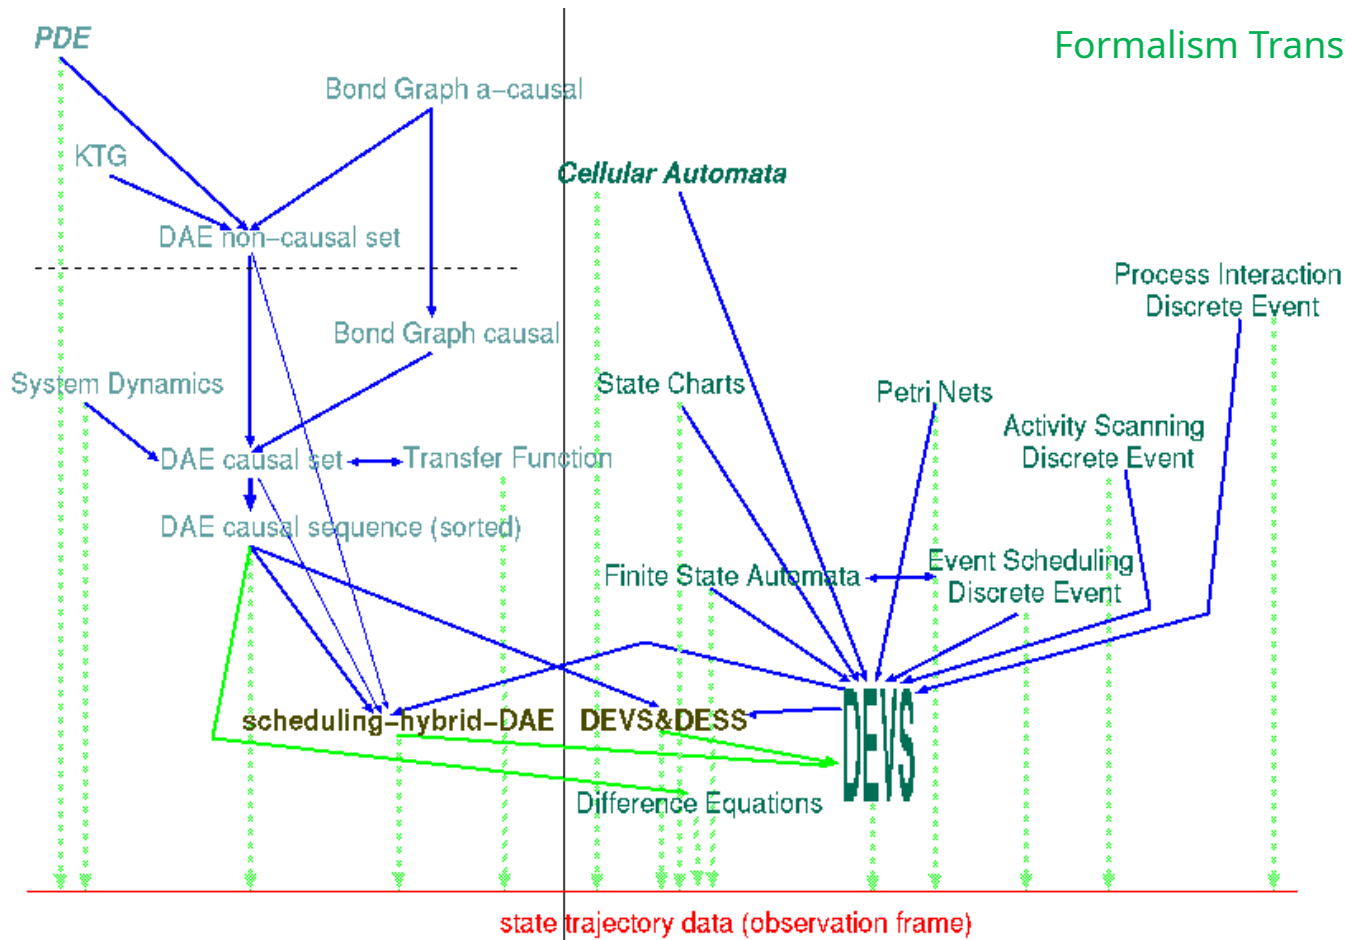 PDE
Formalism Trans
Bond Graph a-causal
KTG
Cellular Automata
DAE non-causal set
Process Interaction
Discrete Event
Bond Graph causal
System Dynamics
State Charts
Petri Nets
Activity Scanning
Discrete Event
DAE causal set
Transfer Function
DAE causal sequence (sorted)
Finite State Automata
Event Scheduling
Discrete Event
scheduling-hybrid-DAE
DEVS&DESS
DEVS
Difference Equations
state trajectory data (observation frame)